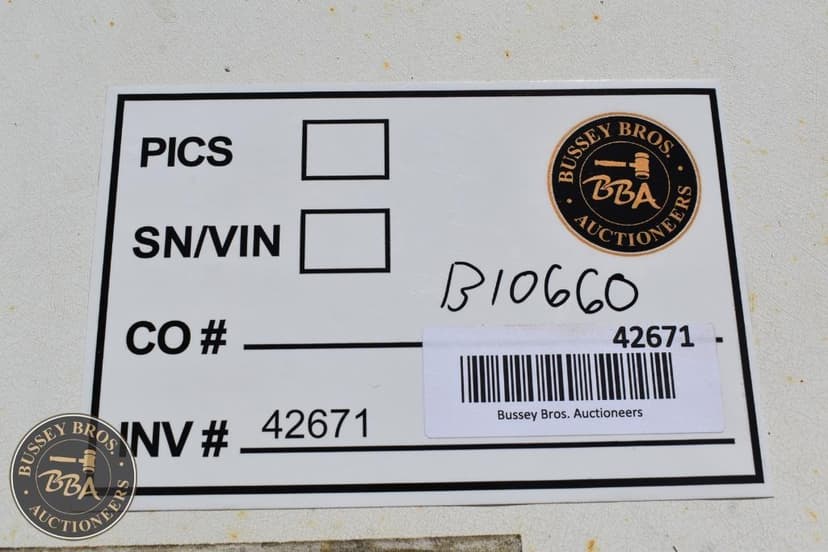 PICS
BUSSEY BROS.
BBA
AUCTIONEERS
SN/VIN
B10660
CO #
42671
Bussey Bros. Auctioneers
INV # 42671
BUSSEY BROS.
BBA
AUCTIONEERS